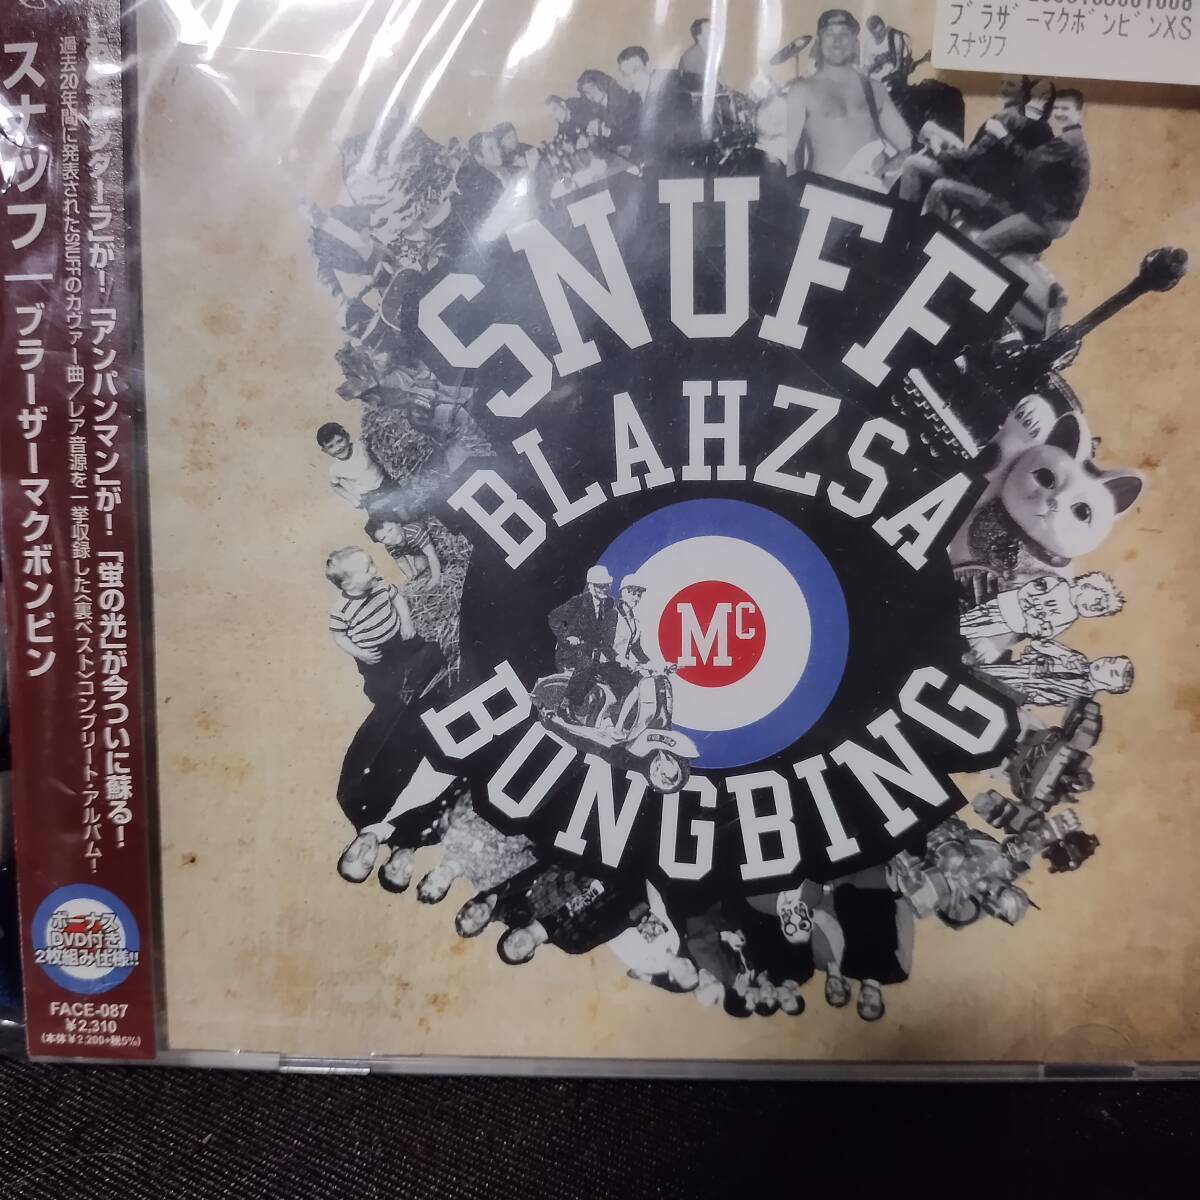 スナッフ | ブラーザーマクボンビン
過去20年間に発表されたSNUFFのカヴァー曲/レア音源を一挙収録した〈裏ベスト〉コンプリート・アルバム!
ンダーラ」が!「アンパンマン」が!「蛍の光」が今ついに蘇る!
ボーナス
DVD付き
2枚組み仕様!!
FACE-087
¥2,310
(本体¥2,200+税5%)
ブラザーマクボンビンXS
スナツフ
SNUFF
BLAHZSA
Mc
BONGBING